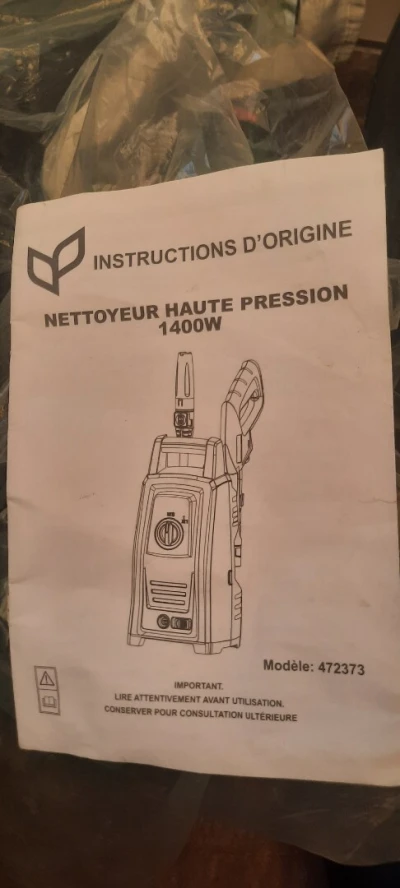 INSTRUCTIONS D'ORIGINE
NETTOYEUR HAUTE PRESSION
1400W
Modèle: 472373
IMPORTANT.
LIRE ATTENTIVEMENT AVANT UTILISATION.
CONSERVER POUR CONSULTATION ULTÉRIEURE